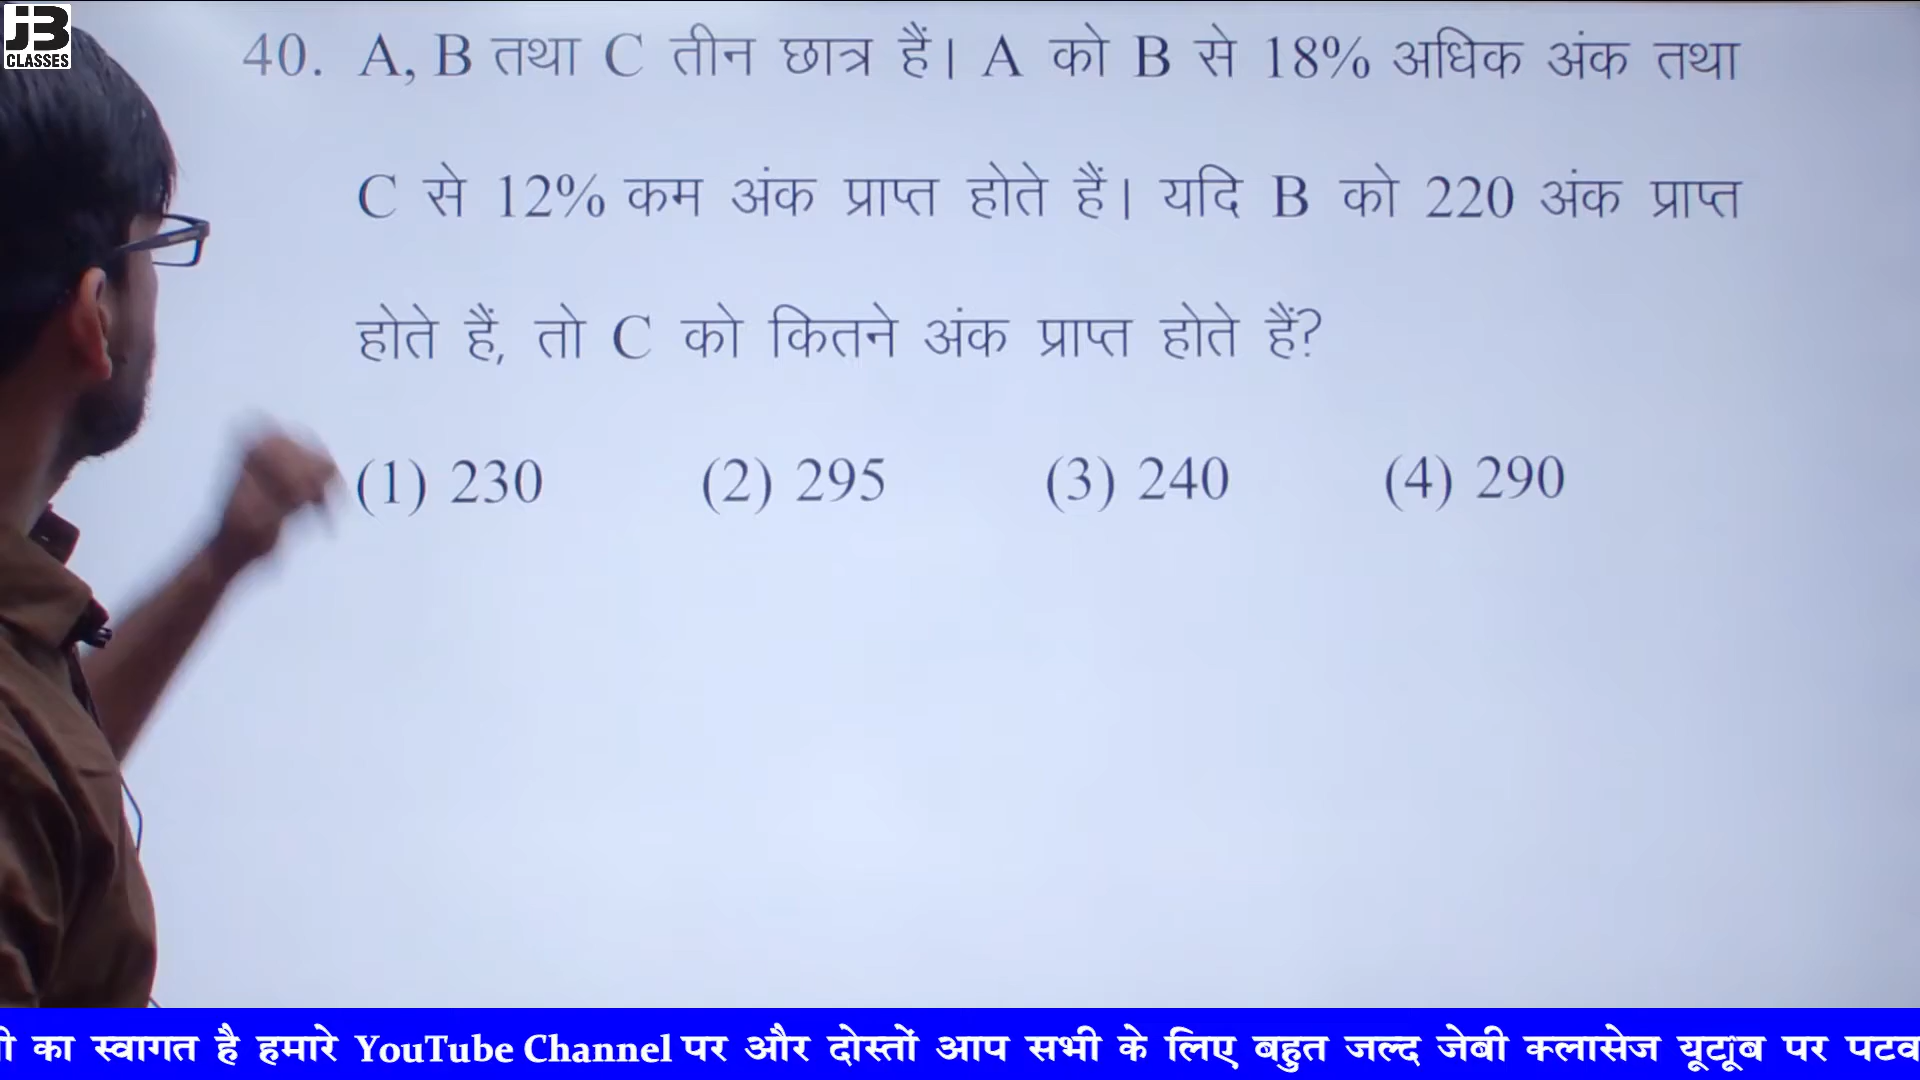 JB
CLASSES
40. A, B तथा C तीन छात्र हैं। A को B से 18% अधिक अंक तथा
C से 12% कम अंक प्राप्त होते हैं। यदि B को 220 अंक प्राप्त
होते हैं, तो C को कितने अंक प्राप्त होते हैं?
(1) 230 (2) 295 (3) 240 (4) 290
का स्वागत है हमारे YouTube Channel पर और दोस्तों आप सभी के लिए बहुत जल्द जेबी क्लासेज यूट्यूब पर